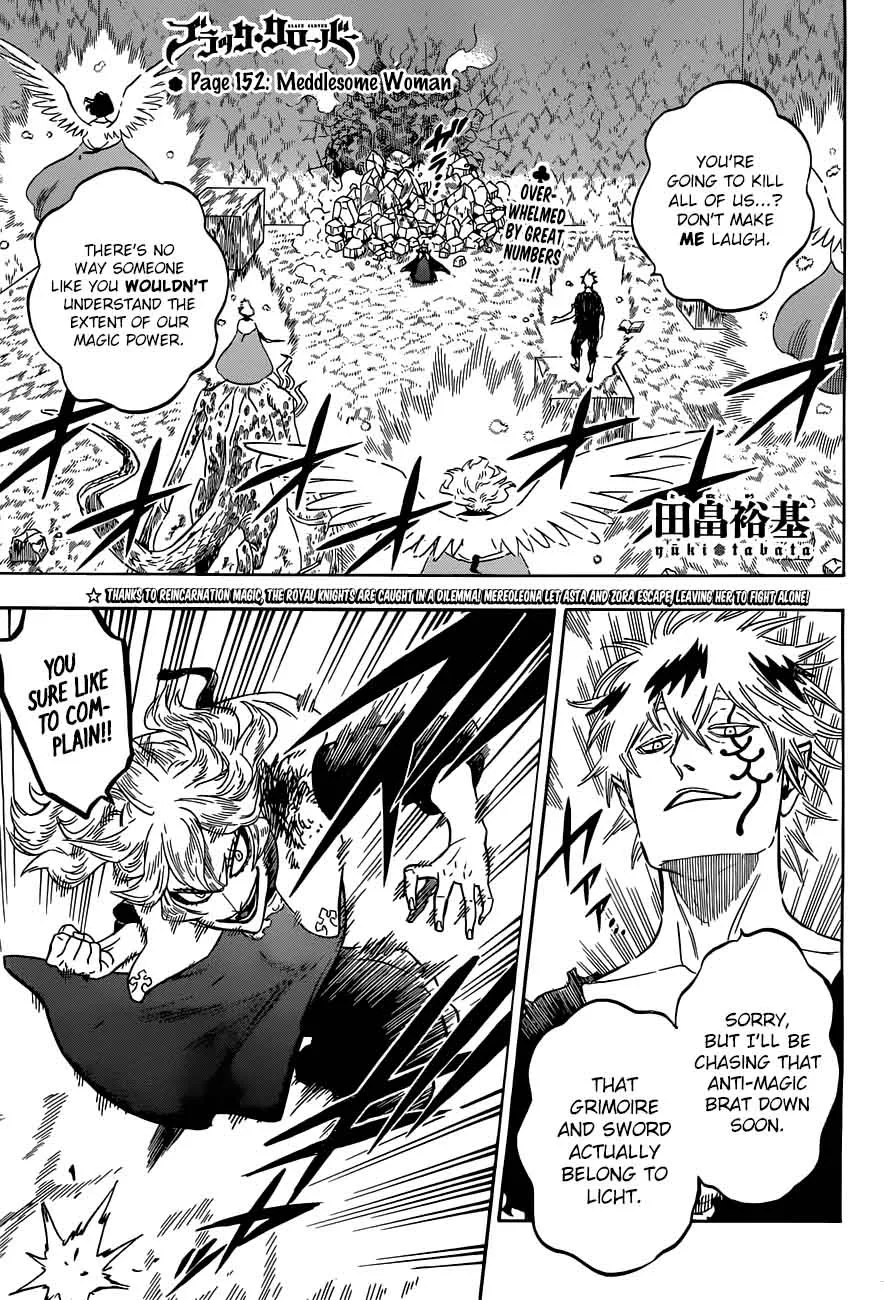 BLACK CLOVER
ブラック・クローバー
Page 152: Meddlesome Woman
YOU'RE
GOING TO KILL
ALL OF US...?
DON'T MAKE
ME LAUGH.
OVER-
WHELMED
BY GREAT
NUMBERS
...!!
THERE'S NO
WAY SOMEONE
LIKE YOU WOULDN'T
UNDERSTAND THE
EXTENT OF OUR
MAGIC POWER.
田畠裕基
yūki tabata
☆ THANKS TO REINCARNATION MAGIC, THE ROYAL KNIGHTS ARE CAUGHT IN A DILEMMA! MEREOLEONA LET ASTA AND ZORA ESCAPE, LEAVING HER TO FIGHT ALONE!
SORRY,
BUT I'LL BE
CHASING THAT
ANTI-MAGIC
BRAT DOWN
SOON.
THAT
GRIMOIRE
AND SWORD
ACTUALLY
BELONG TO
LICHT.
YOU
SURE LIKE
TO COM-
PLAIN!!